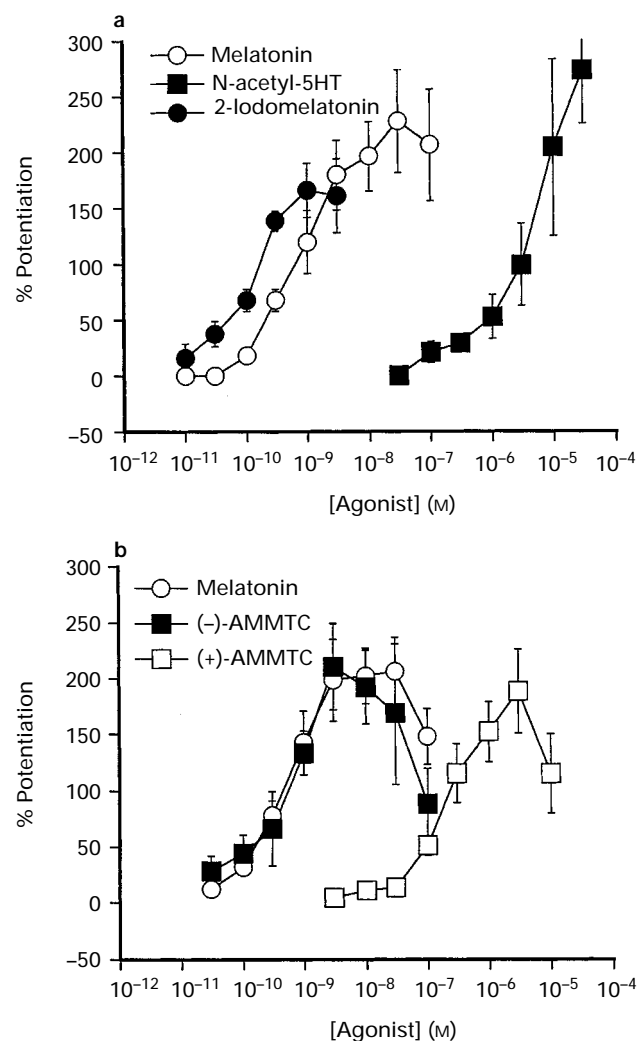 a
Melatonin
N-acetyl-5HT
2-Iodomelatonin
300
250
200
150
100
50
0
–50
% Potentiation
10⁻¹² 10⁻¹¹ 10⁻¹⁰ 10⁻⁹ 10⁻⁸ 10⁻⁷ 10⁻⁶ 10⁻⁵ 10⁻⁴
[Agonist] (M)
b
Melatonin
(–)-AMMTC
(+)-AMMTC
300
250
200
150
100
50
0
–50
% Potentiation
10⁻¹² 10⁻¹¹ 10⁻¹⁰ 10⁻⁹ 10⁻⁸ 10⁻⁷ 10⁻⁶ 10⁻⁵ 10⁻⁴
[Agonist] (M)